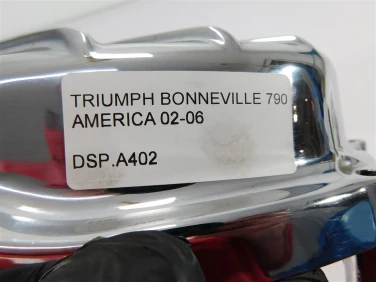 TRIUMPH BONNEVILLE 790
AMERICA 02-06
DSP.A402